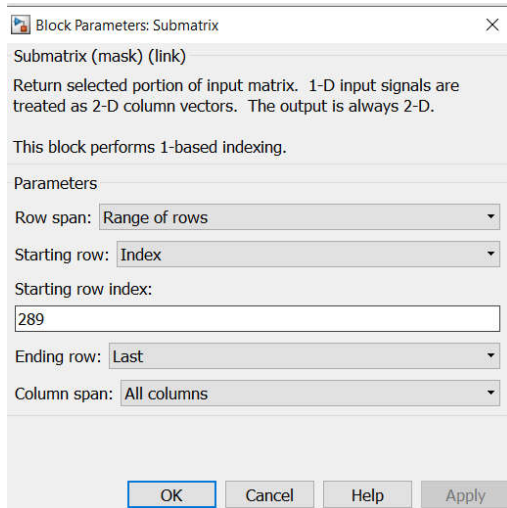 Block Parameters: Submatrix
Submatrix (mask) (link)
Return selected portion of input matrix. 1-D input signals are
treated as 2-D column vectors. The output is always 2-D.
This block performs 1-based indexing.
Parameters
Row span: Range of rows
Starting row: Index
Starting row index:
289
Ending row: Last
Column span: All columns
OK Cancel Help Apply